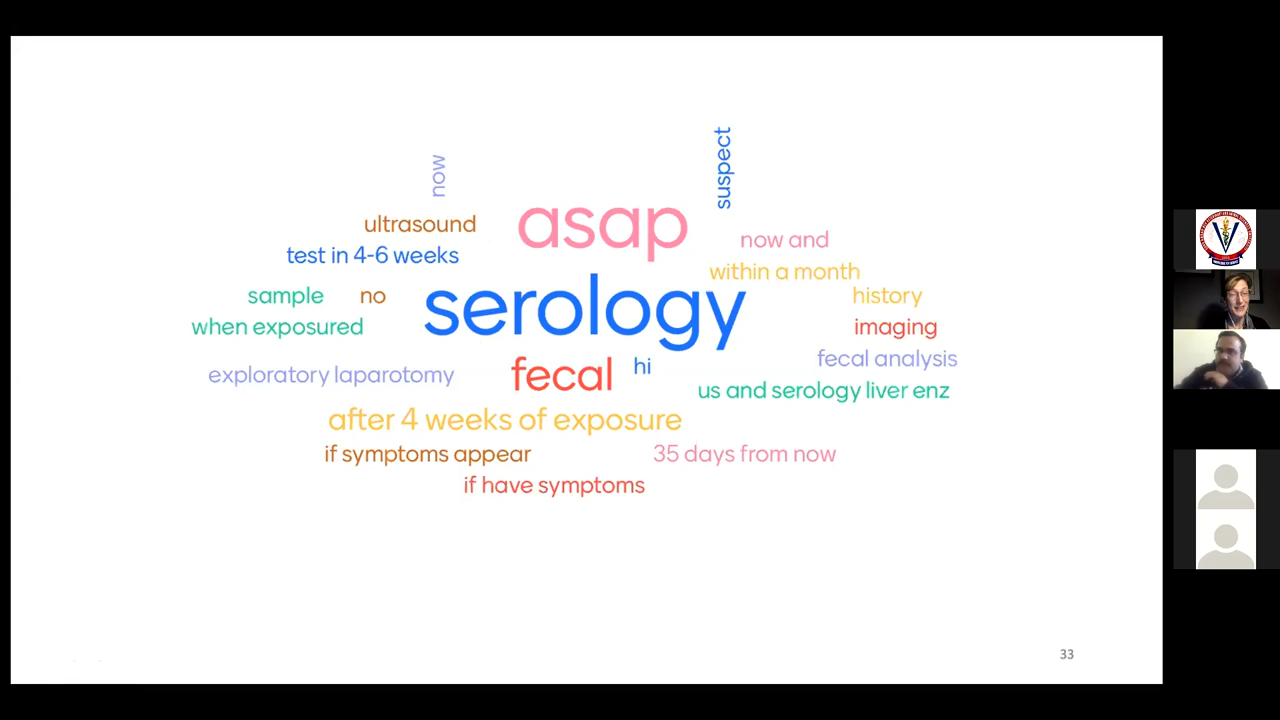 suspect
now
asap
ultrasound
now and
test in 4-6 weeks
within a month
sample
no
serology
history
when exposured
imaging
fecal analysis
hi
exploratory laparotomy
fecal
us and serology liver enz
after 4 weeks of exposure
if symptoms appear
35 days from now
if have symptoms
33